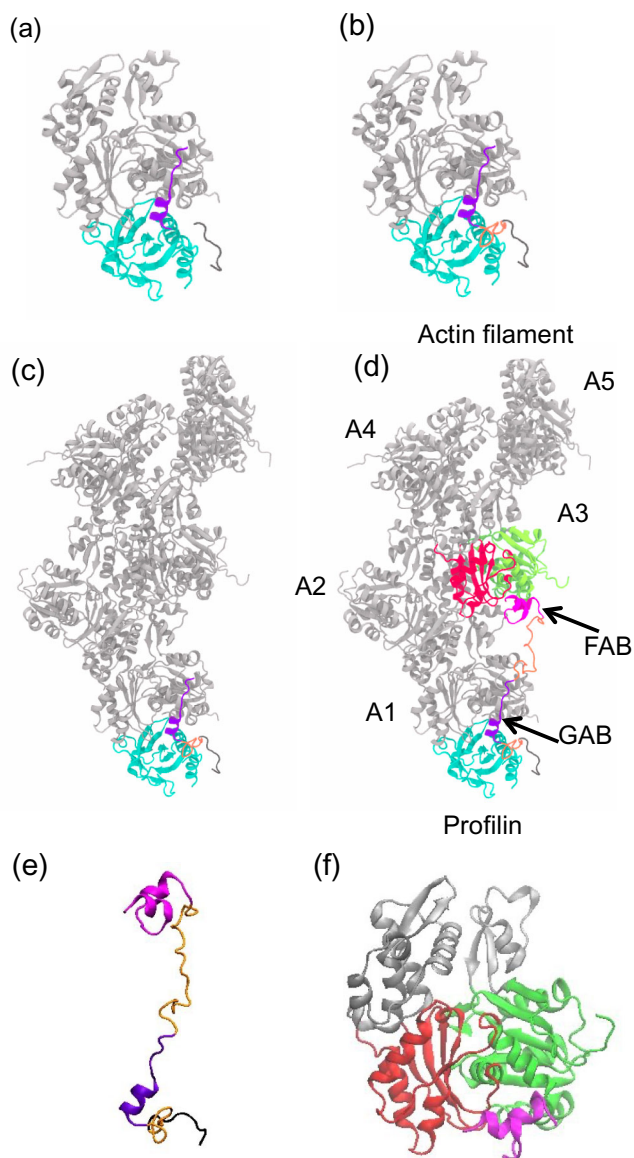 (a)
(b)
Actin filament
(c)
(d)
A5
A4
A3
A2
FAB
A1
GAB
Profilin
(e)
(f)